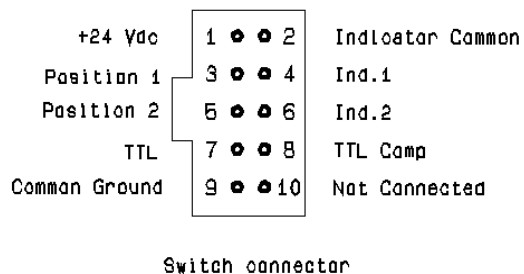 +24 Vdc 1 2 Indicator Common
Position 1 3 4 Ind.1
Position 2 5 6 Ind.2
TTL 7 8 TTL Comp
Common Ground 9 10 Not Connected
Switch connector